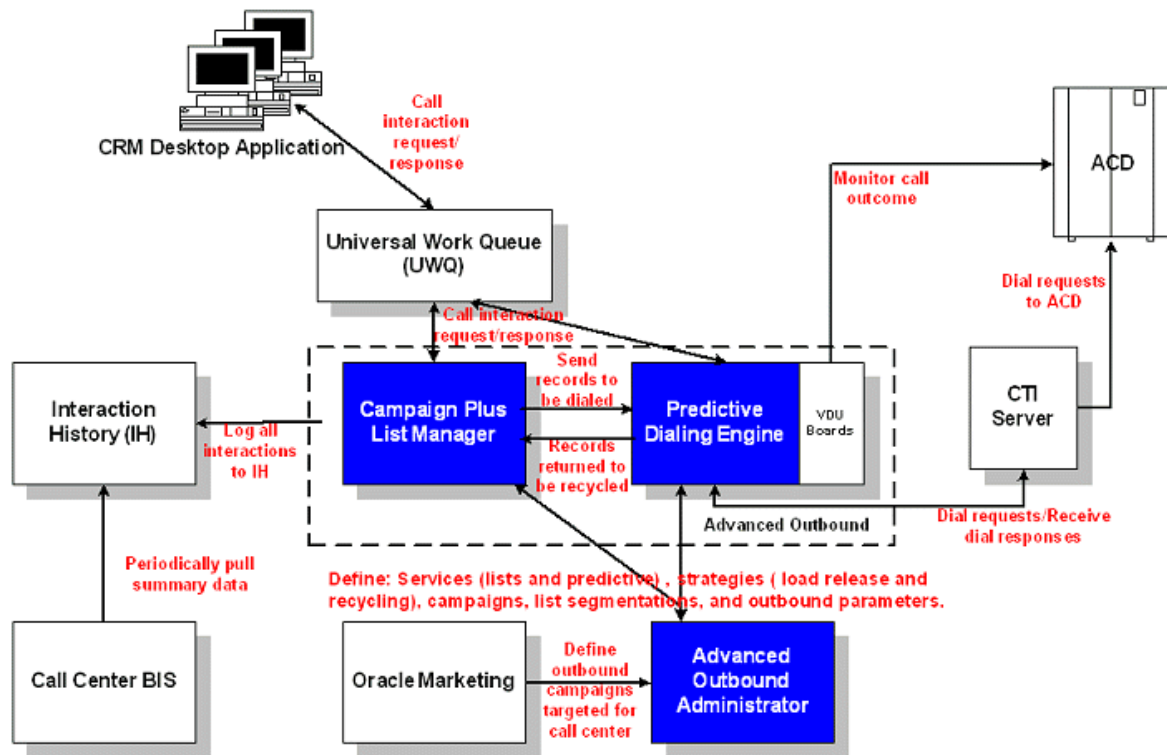 Call
interaction
request/
response
CRM Desktop Application
ACD
Monitor call
outcome
Universal Work Queue
(UWQ)
Dial requests
to ACD
Call interaction
request/response
Send
records to
be dialed
Campaign Plus
List Manager
Predictive
Dialing Engine
VDU
Boards
CTI
Server
Interaction
History (IH)
Log all
interactions
to IH
Records
returned to
be recycled
Advanced Outbound
Dial requests/Receive
dial responses
Periodically pull
summary data
Define: Services (lists and predictive) , strategies ( load release and
recycling), campaigns, list segmentations, and outbound parameters.
Call Center BIS
Oracle Marketing
Define
outbound
campaigns
targeted for
call center
Advanced
Outbound
Administrator